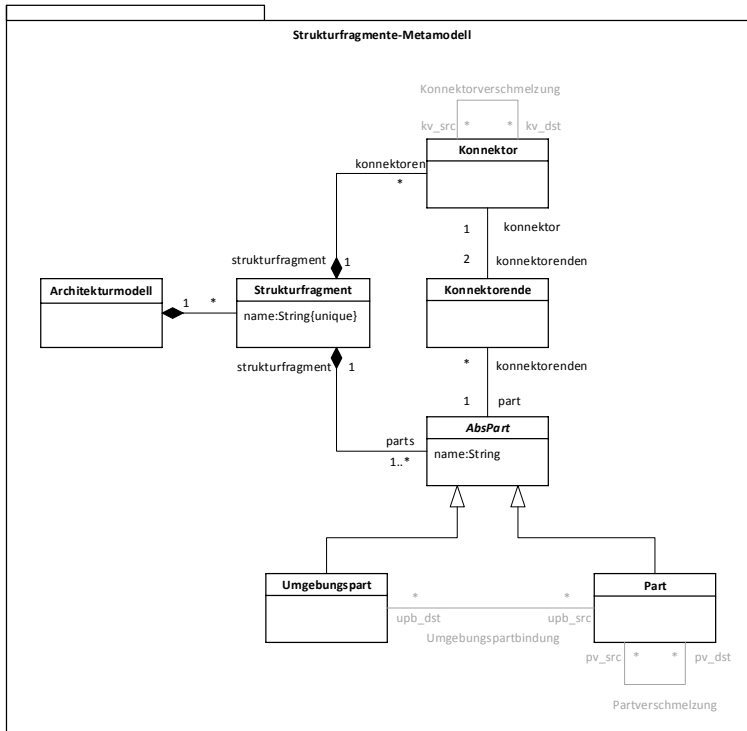 Strukturfragmente-Metamodell
Konnektorverschmelzung
kv_src * * kv_dst
Konnektor
konnektoren
*
1 konnektor
2 konnektorenden
strukturfragment 1
Architekturmodell
1 *
Strukturfragment
name:String{unique}
Konnektorende
strukturfragment 1
* konnektorenden
1 part
AbsPart
name:String
parts
1..*
Umgebungspart
Part
* *
upb_dst upb_src
Umgebungspartbindung
pv_src * * pv_dst
Partverschmelzung